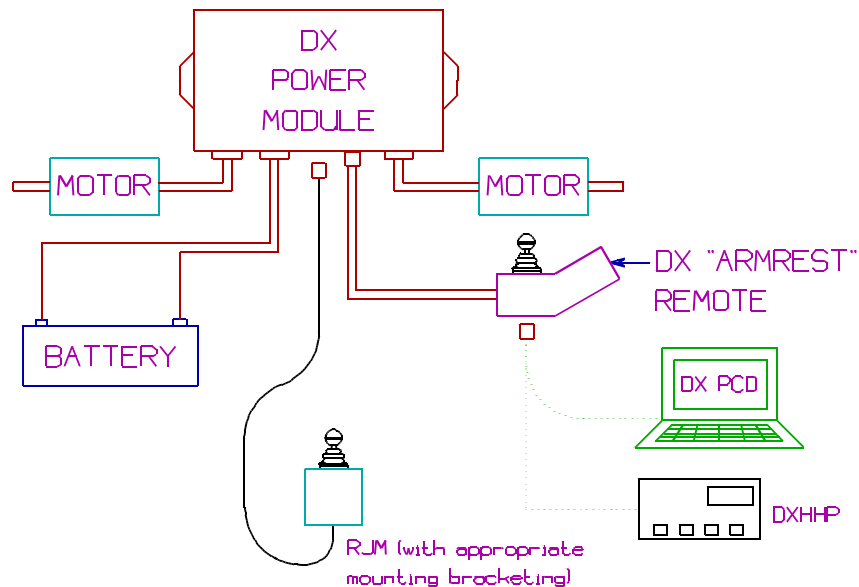 DX
POWER
MODULE
MOTOR
MOTOR
DX "ARMREST"
REMOTE
BATTERY
DX PCD
DXHHP
RJM (with appropriate
mounting bracketing)